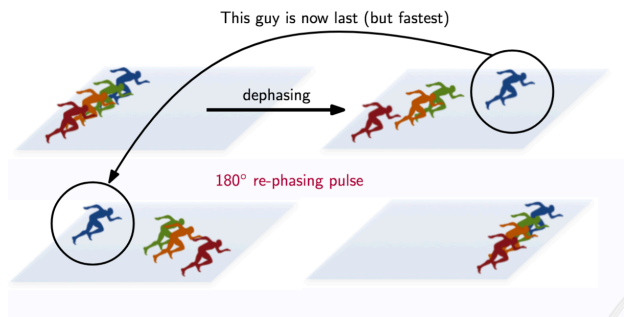 This guy is now last (but fastest)
dephasing
180° re-phasing pulse